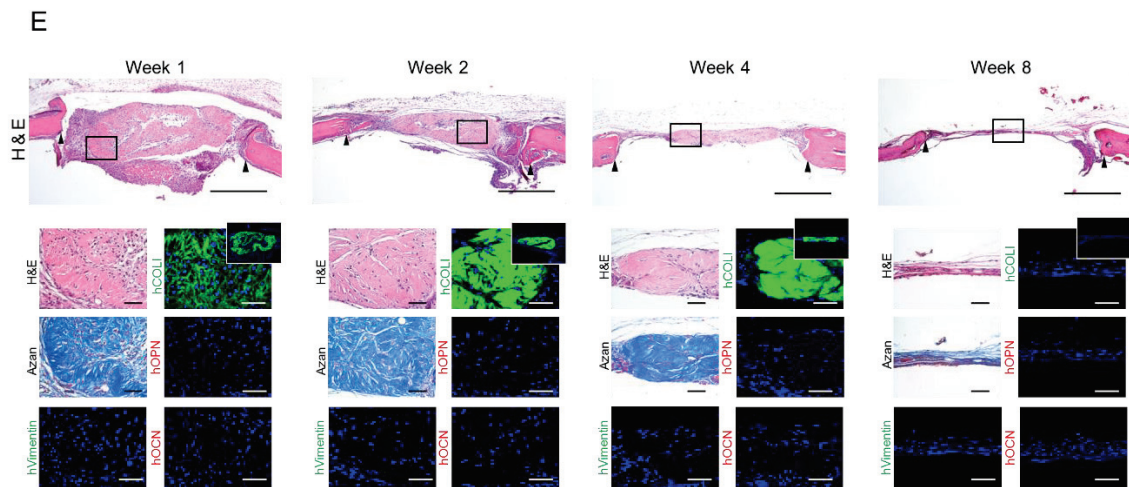 E
Week 1 Week 2 Week 4 Week 8
H & E
H&E hCOLI H&E hCOLI H&E hCOLI H&E hCOLI
Azan hOPN Azan hOPN Azan hOPN Azan hOPN
hVimentin hOCN hVimentin hOCN hVimentin hOCN hVimentin hOCN